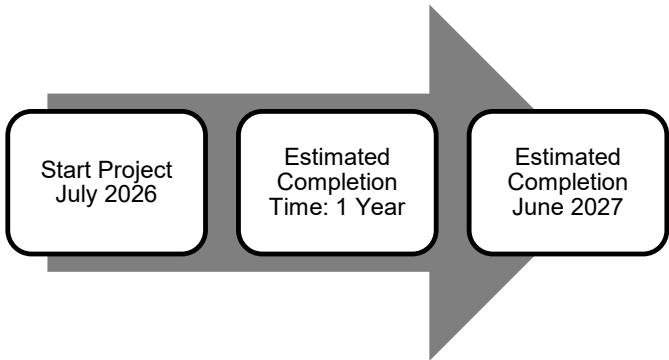 Start Project
July 2026
Estimated
Completion
Time: 1 Year
Estimated
Completion
June 2027